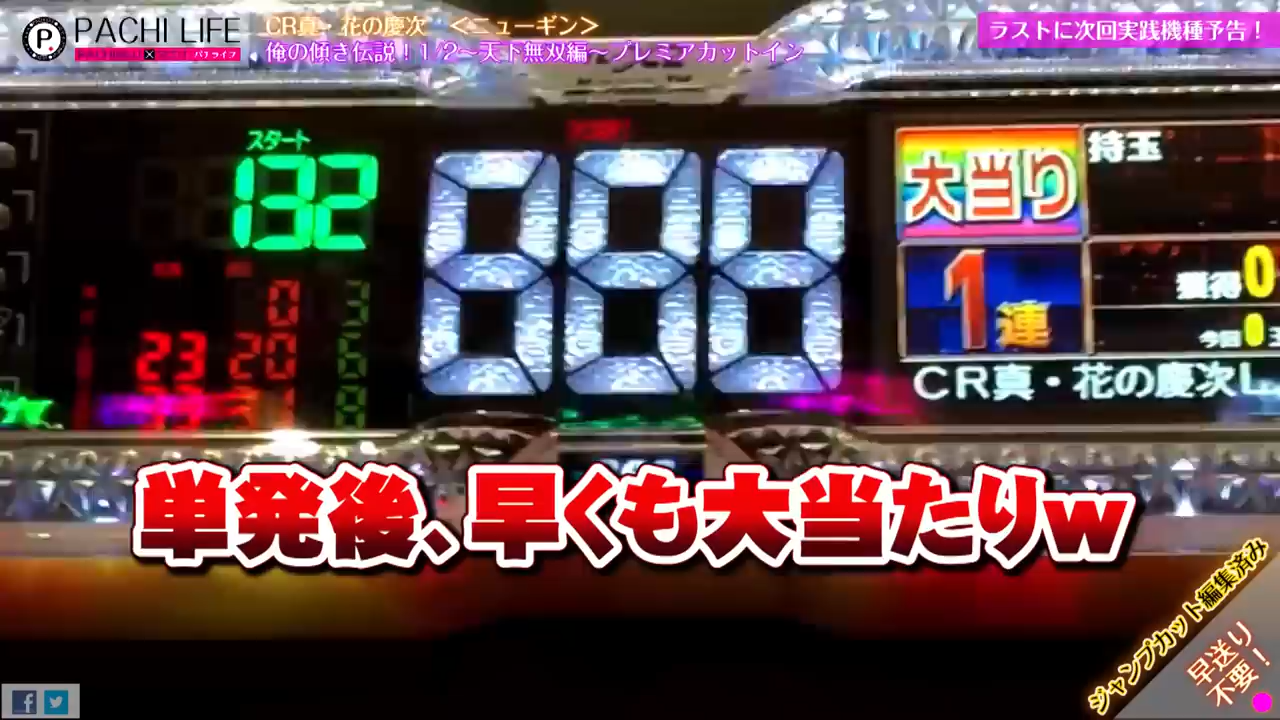 PACHI LIFE
パチライフ
CR真・花の慶次 ＜ニューギン＞
俺の傾き伝説！1/2～天下無双編～プレミアカットイン
ラストに次回実践機種予告！
スタート
132
888
0 3
23 20 6
大当り
持玉
1連
獲得0
今回0
CR真・花の慶次L
単発後、早くも大当たりw
ジャンプカット編集済み
早送り
不要！